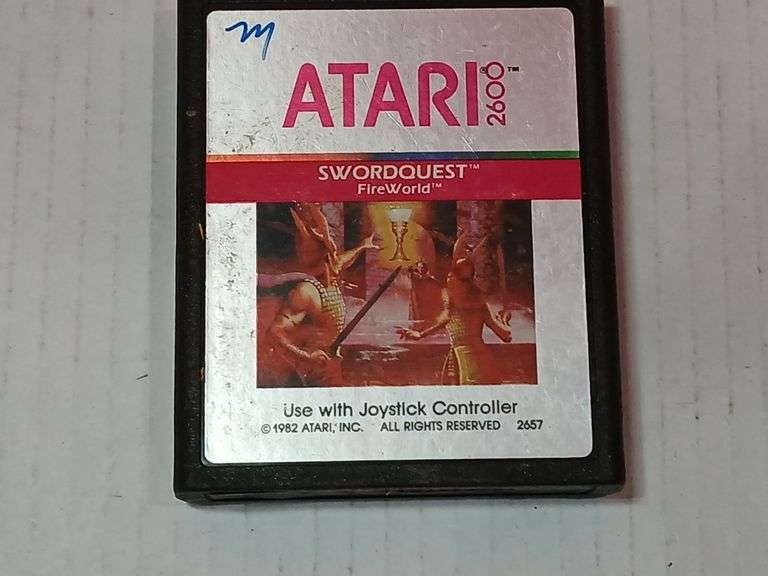 m
ATARI® 2600™
SWORDQUEST™
FireWorld™
Use with Joystick Controller
© 1982 ATARI, INC. ALL RIGHTS RESERVED 2657